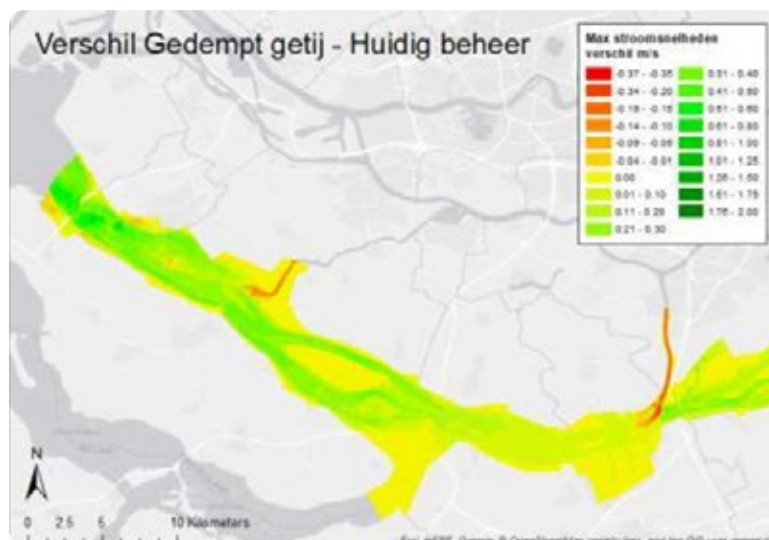 Verschil Gedempt getij - Huidig beheer
Max stroomsnelheden
verschil m/s
-0.37 - -0.35
-0.34 - -0.20
-0.19 - -0.15
-0.14 - -0.10
-0.09 - -0.05
-0.04 - -0.01
0.00
0.01 - 0.10
0.11 - 0.20
0.21 - 0.30
0.31 - 0.40
0.41 - 0.50
0.51 - 0.60
0.61 - 0.80
0.81 - 1.00
1.01 - 1.25
1.26 - 1.50
1.51 - 1.75
1.76 - 2.00
N
0 2.5 5 10 Kilometers